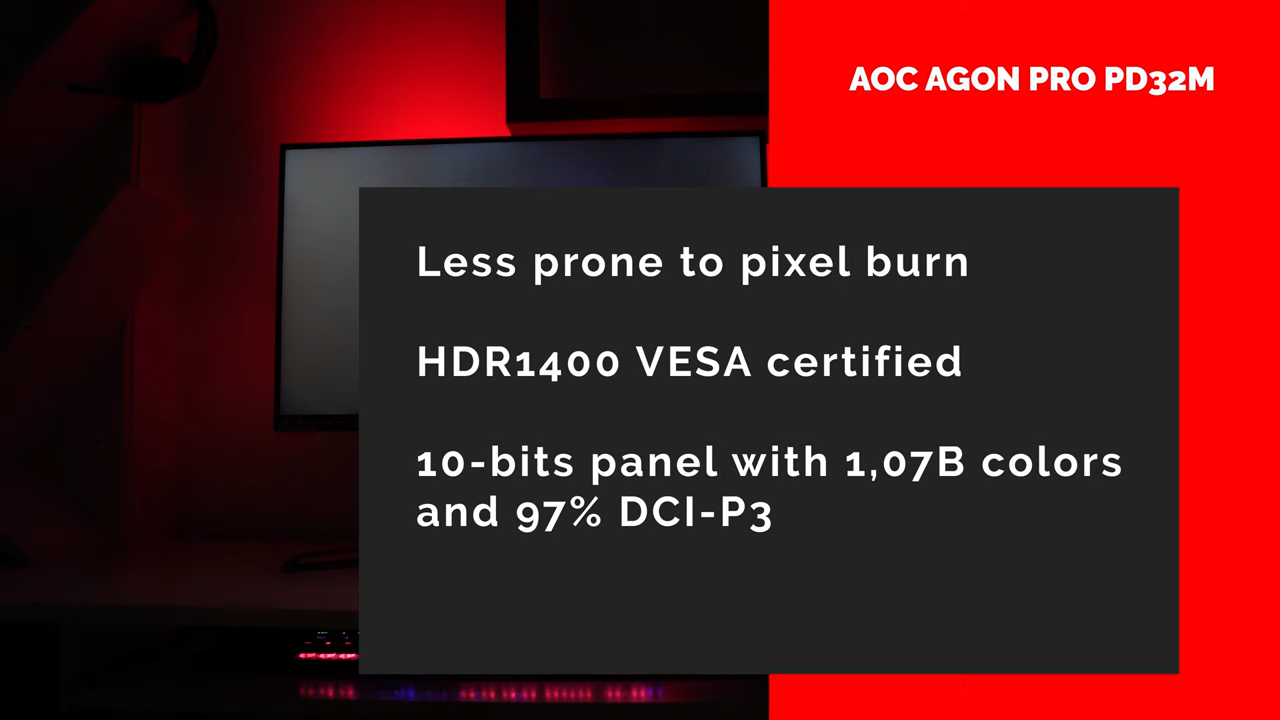 AOC AGON PRO PD32M
Less prone to pixel burn
HDR1400 VESA certified
10-bits panel with 1,07B colors
and 97% DCI-P3